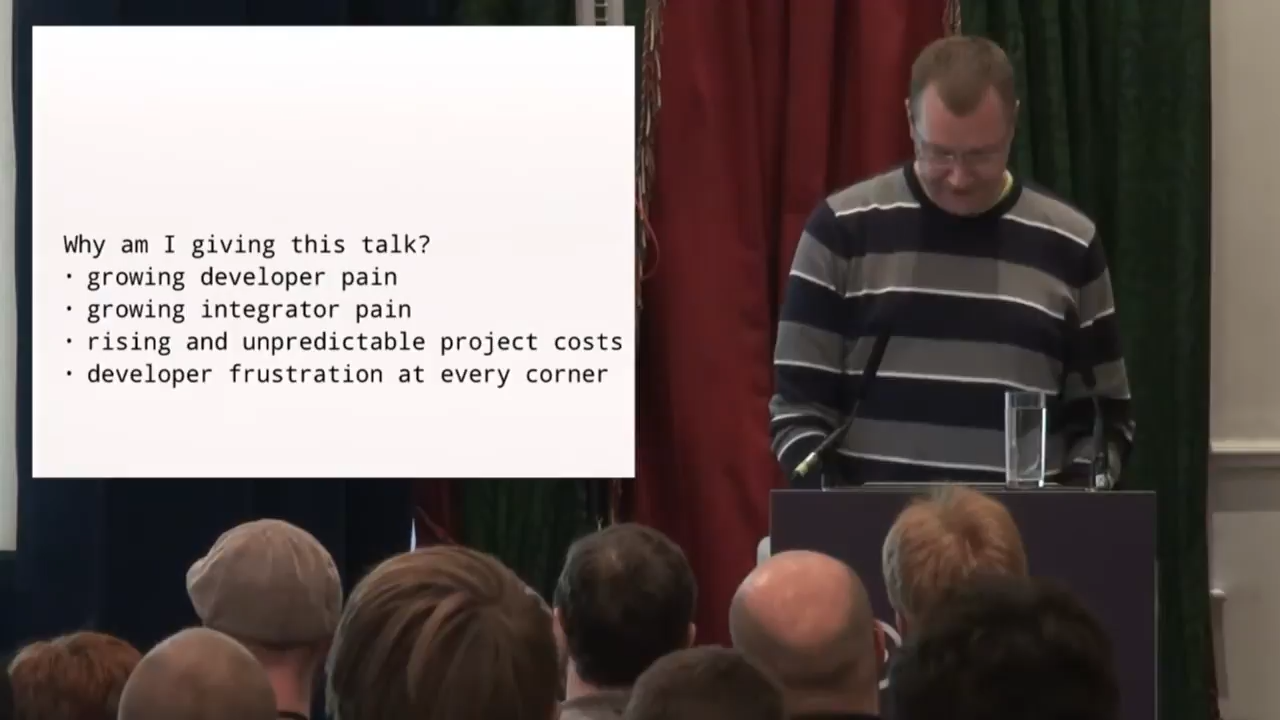 Why am I giving this talk?
· growing developer pain
· growing integrator pain
· rising and unpredictable project costs
· developer frustration at every corner